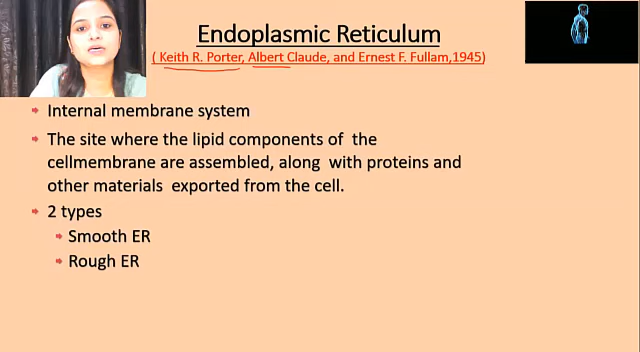 Endoplasmic Reticulum
( Keith R. Porter, Albert Claude, and Ernest F. Fullam,1945)
Internal membrane system
The site where the lipid components of the
cellmembrane are assembled, along with proteins and
other materials exported from the cell.
2 types
Smooth ER
Rough ER